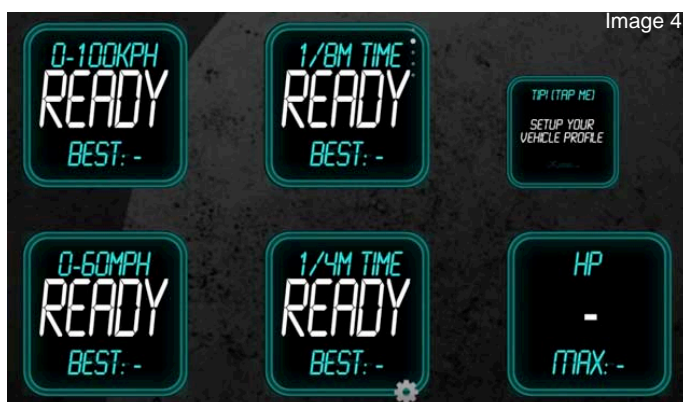 Image 4
0-100KPH
READY
BEST: -
1/8M TIME
READY
BEST: -
TIP! (TAP ME)
SETUP YOUR
VEHICLE PROFILE
0-60MPH
READY
BEST: -
1/4M TIME
READY
BEST: -
HP
-
MAX: -